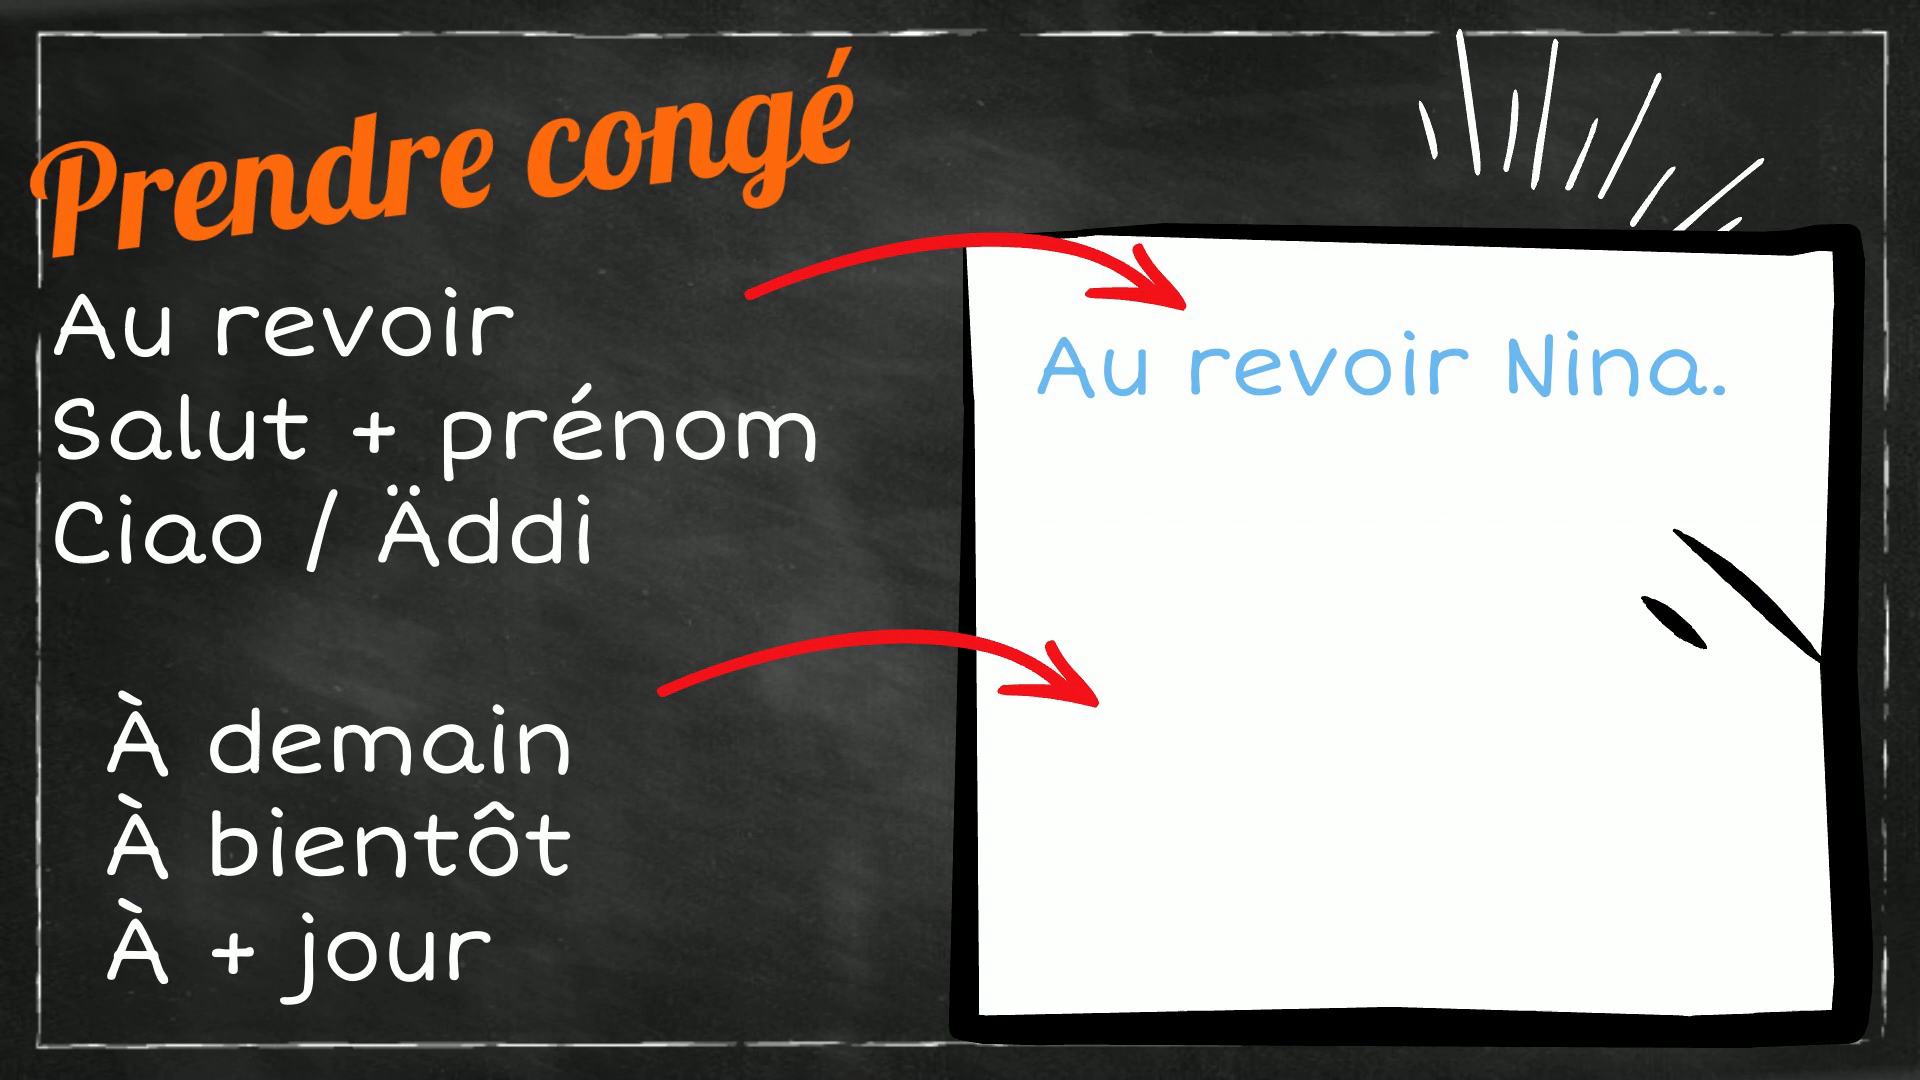 Prendre congé
Au revoir
Salut + prénom
Ciao / Äddi
À demain
À bientôt
À + jour
Au revoir Nina.